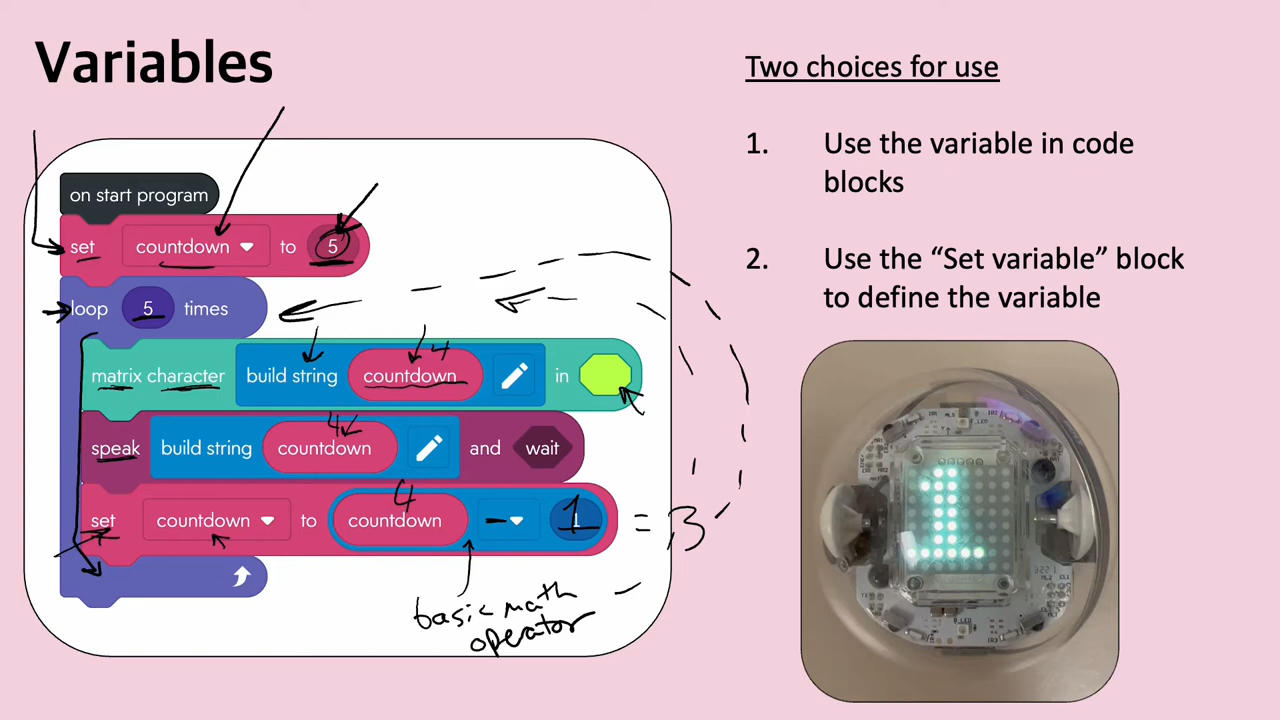 Variables
Two choices for use
1. Use the variable in code
blocks
2. Use the “Set variable” block
to define the variable
on start program
set countdown to 5
loop 5 times
4
matrix character build string countdown in
4
speak build string countdown and wait
4
set countdown to countdown - 1 = 3
basic math
operator
1